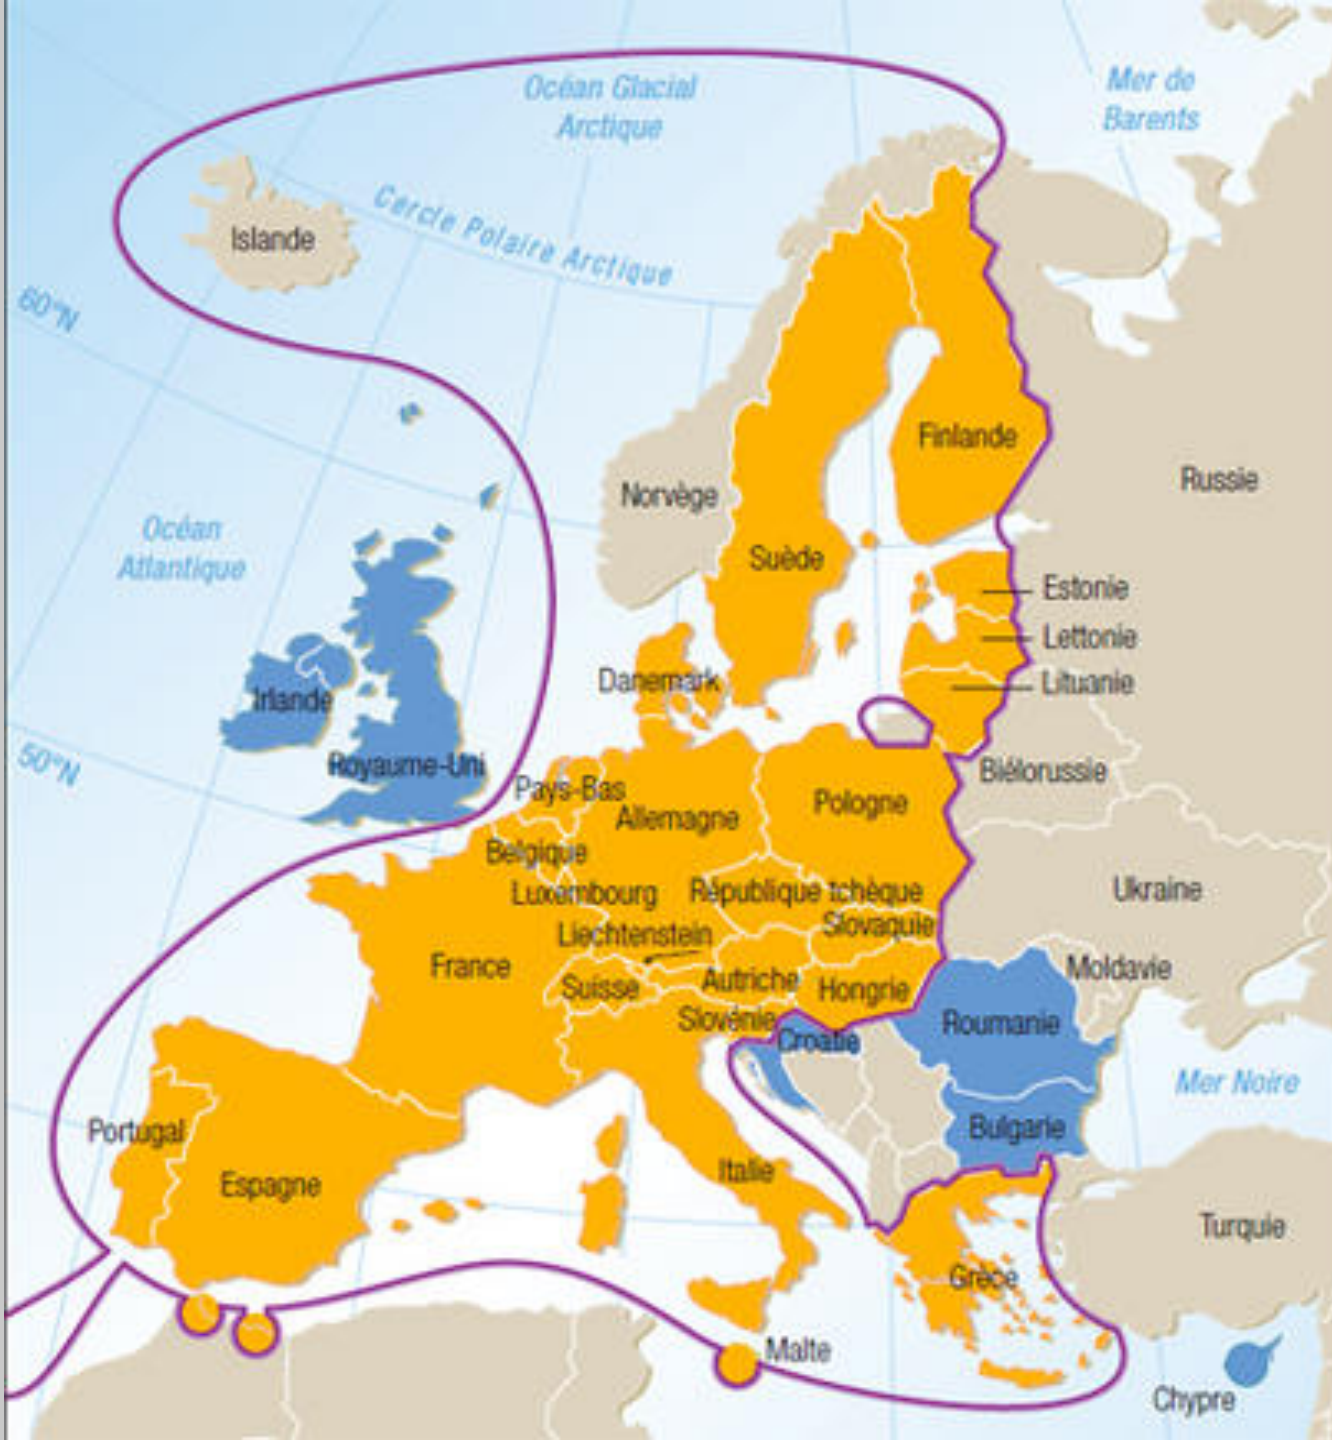 Océan Glacial
Arctique
Mer de
Barents
Cercle Polaire Arctique
Islande
60°N
Finlande
Russie
Norvège
Océan
Atlantique
Suède
Estonie
Lettonie
Lituanie
Danemark
Irlande
50°N
Royaume-Uni
Pays-Bas
Allemagne
Pologne
Biélorussie
Belgique
Luxembourg
République tchèque
Ukraine
Liechtenstein
Slovaquie
France
Suisse
Autriche
Hongrie
Moldavie
Slovénie
Croatie
Roumanie
Mer Noire
Portugal
Bulgarie
Espagne
Italie
Turquie
Grèce
Malte
Chypre